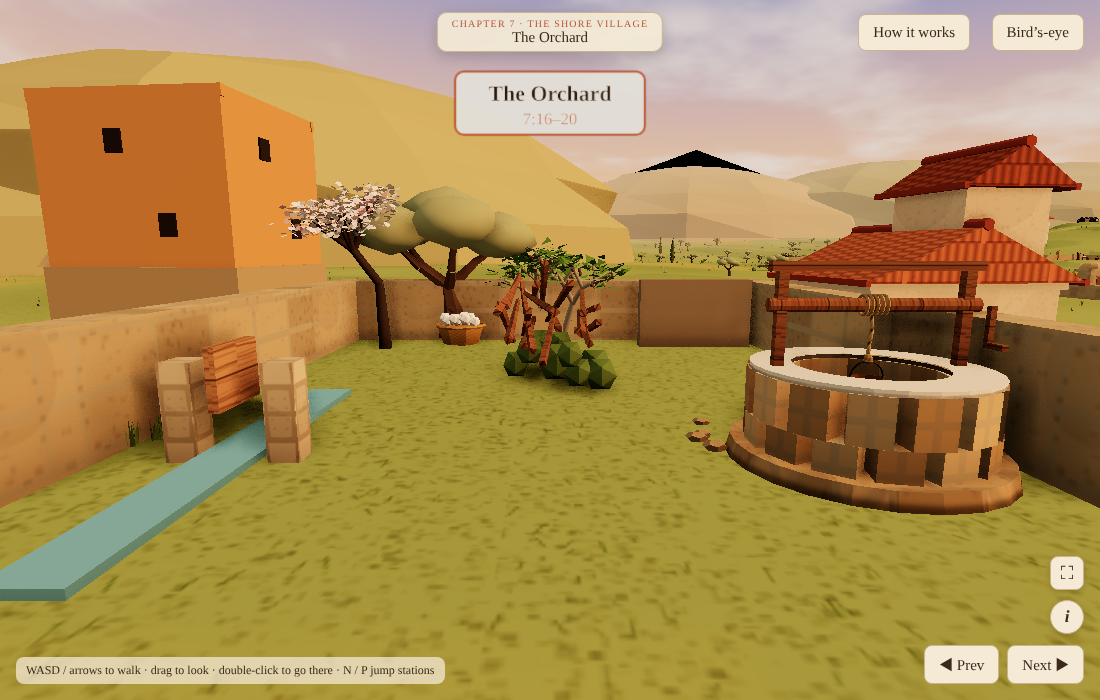 CHAPTER 7 · THE SHORE VILLAGE
The Orchard
How it works
Bird's-eye
The Orchard
7:16–20
i
WASD / arrows to walk · drag to look · double-click to go there · N / P jump stations
◀ Prev
Next ▶